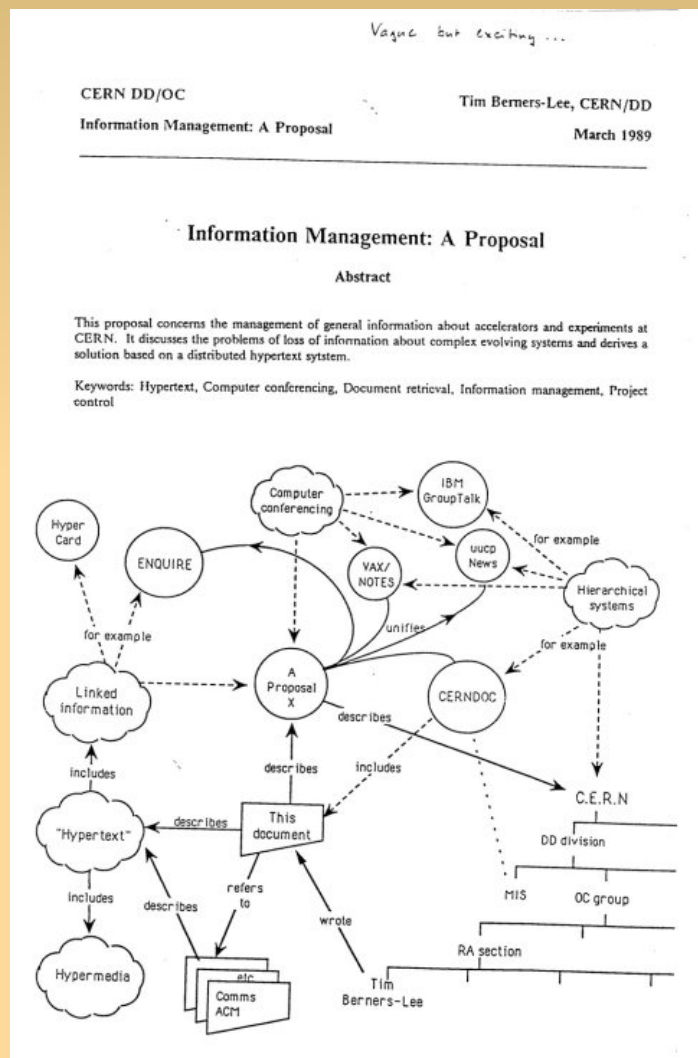 Vague but exciting ...
CERN DD/OC
Tim Berners-Lee, CERN/DD
Information Management: A Proposal
March 1989
Information Management: A Proposal
Abstract
This proposal concerns the management of general information about accelerators and experiments at
CERN. It discusses the problems of loss of information about complex evolving systems and derives a
solution based on a distributed hypertext sytstem.
Keywords: Hypertext, Computer conferencing, Document retrieval, Information management, Project
control
Computer
conferencing
IBM
GroupTalk
Hyper
Card
ENQUIRE
VAX/
NOTES
uucp
News
for example
Hierarchical
systems
unifies
for example
for example
Linked
information
A
Proposal
X
CERNDOC
describes
includes
describes
includes
C.E.R.N
"Hypertext"
describes
This
document
DD division
includes
describes
refers
to
wrote
MIS
OC group
RA section
Hypermedia
etc
Comms
ACM
Tim
Berners-Lee